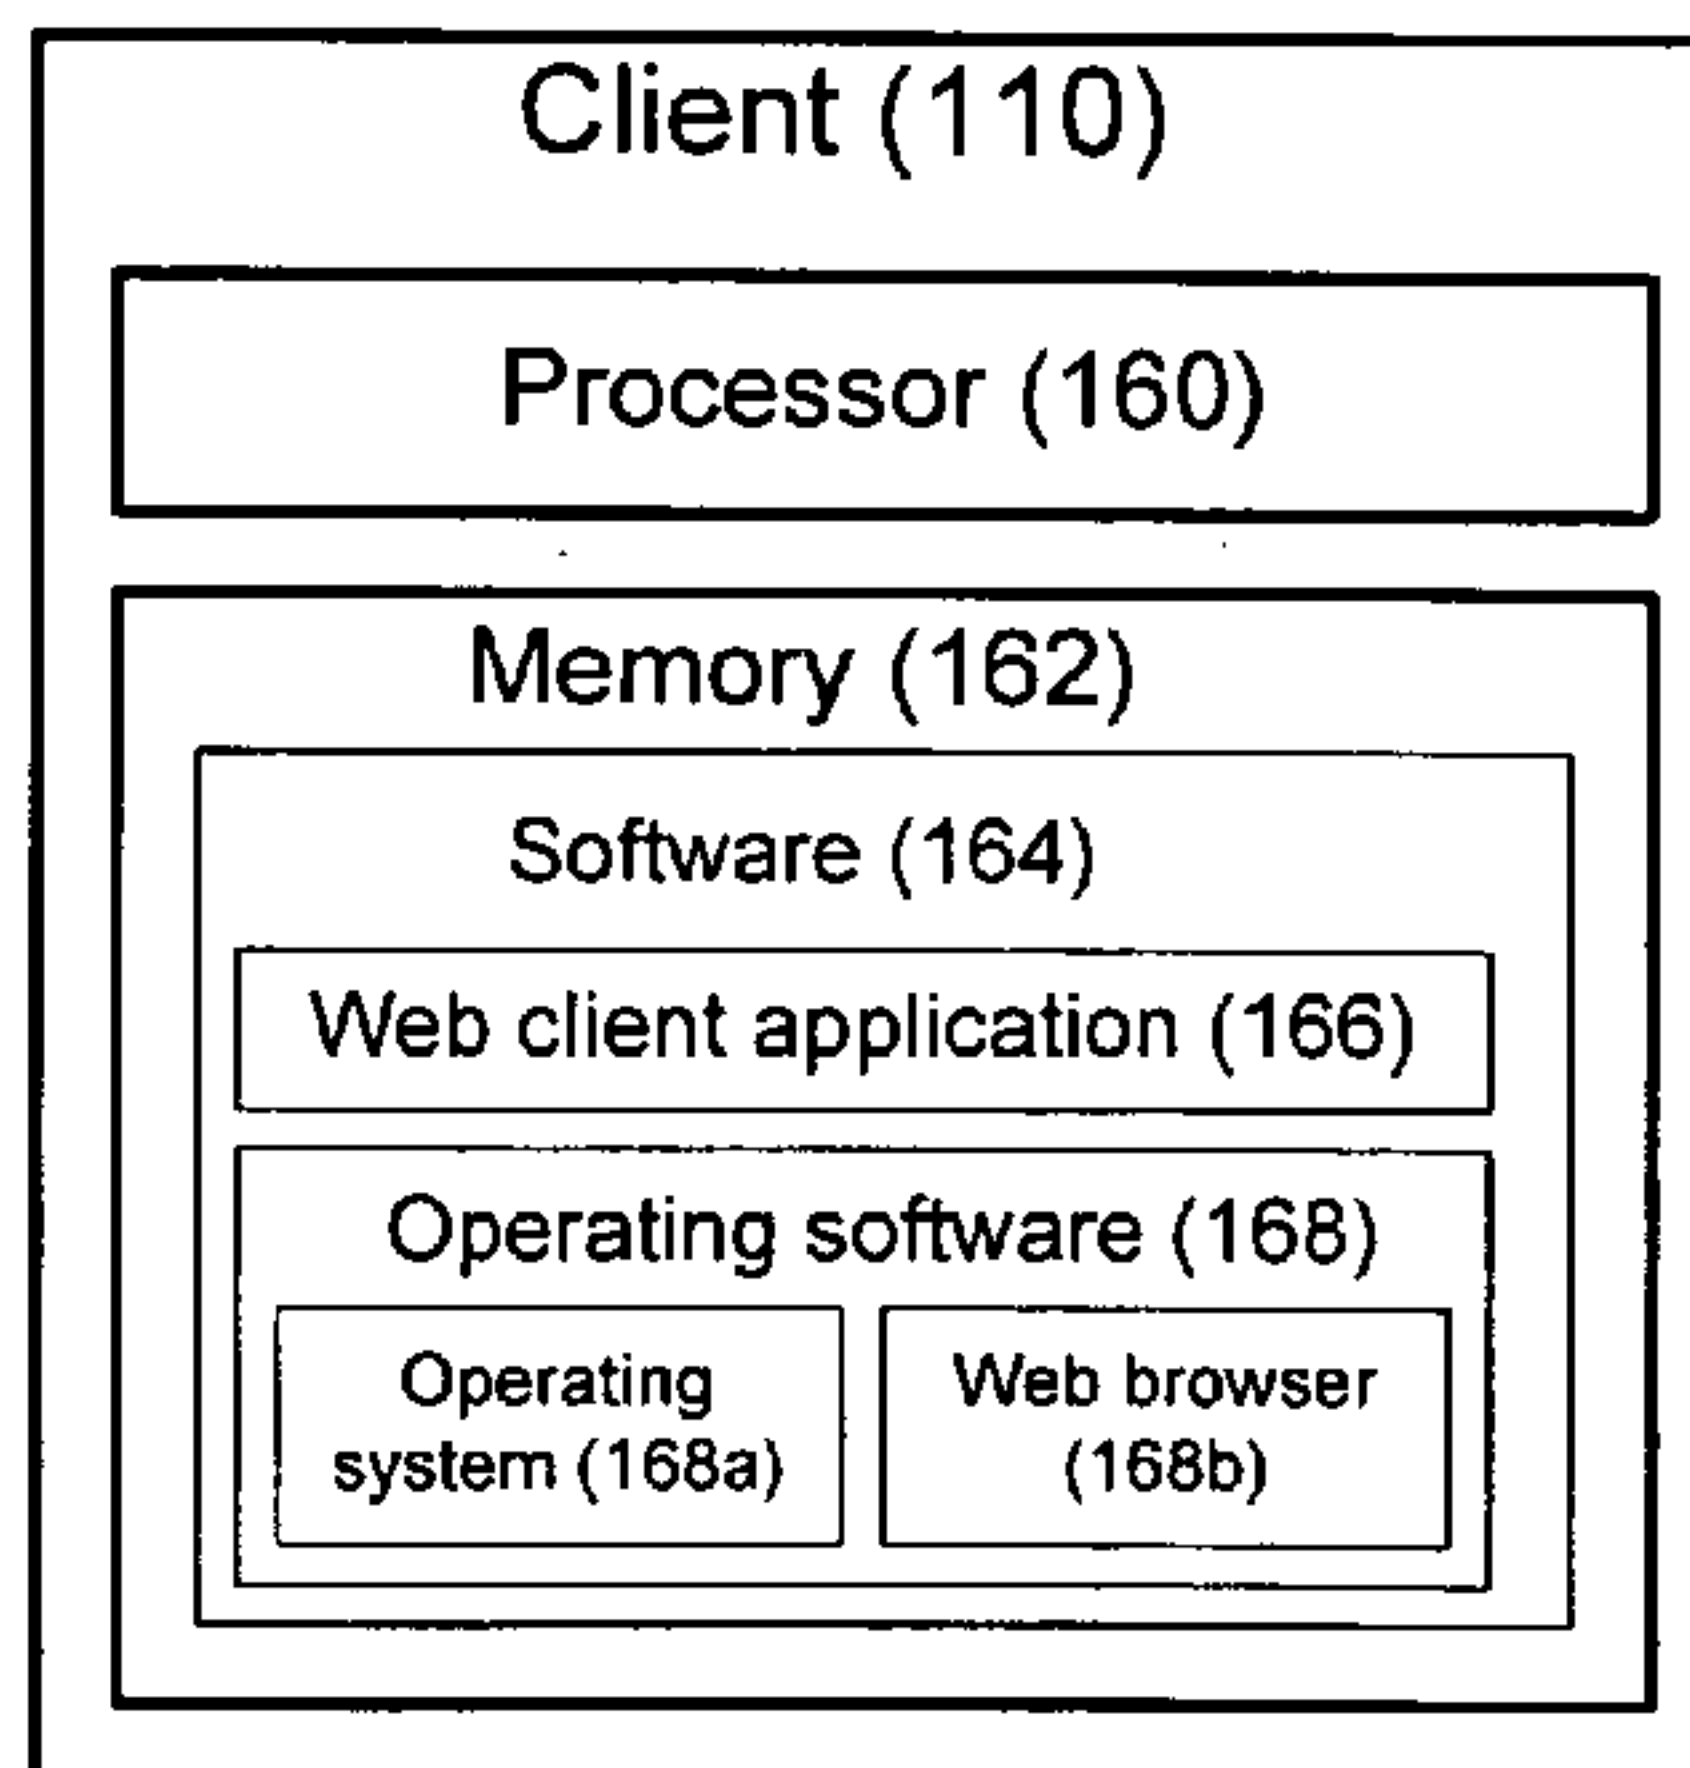 Client (110)
Processor (160)
Memory (162)
Software (164)
Web client application (166)
Operating software (168)
Operating
system (168a)
Web browser
(168b)